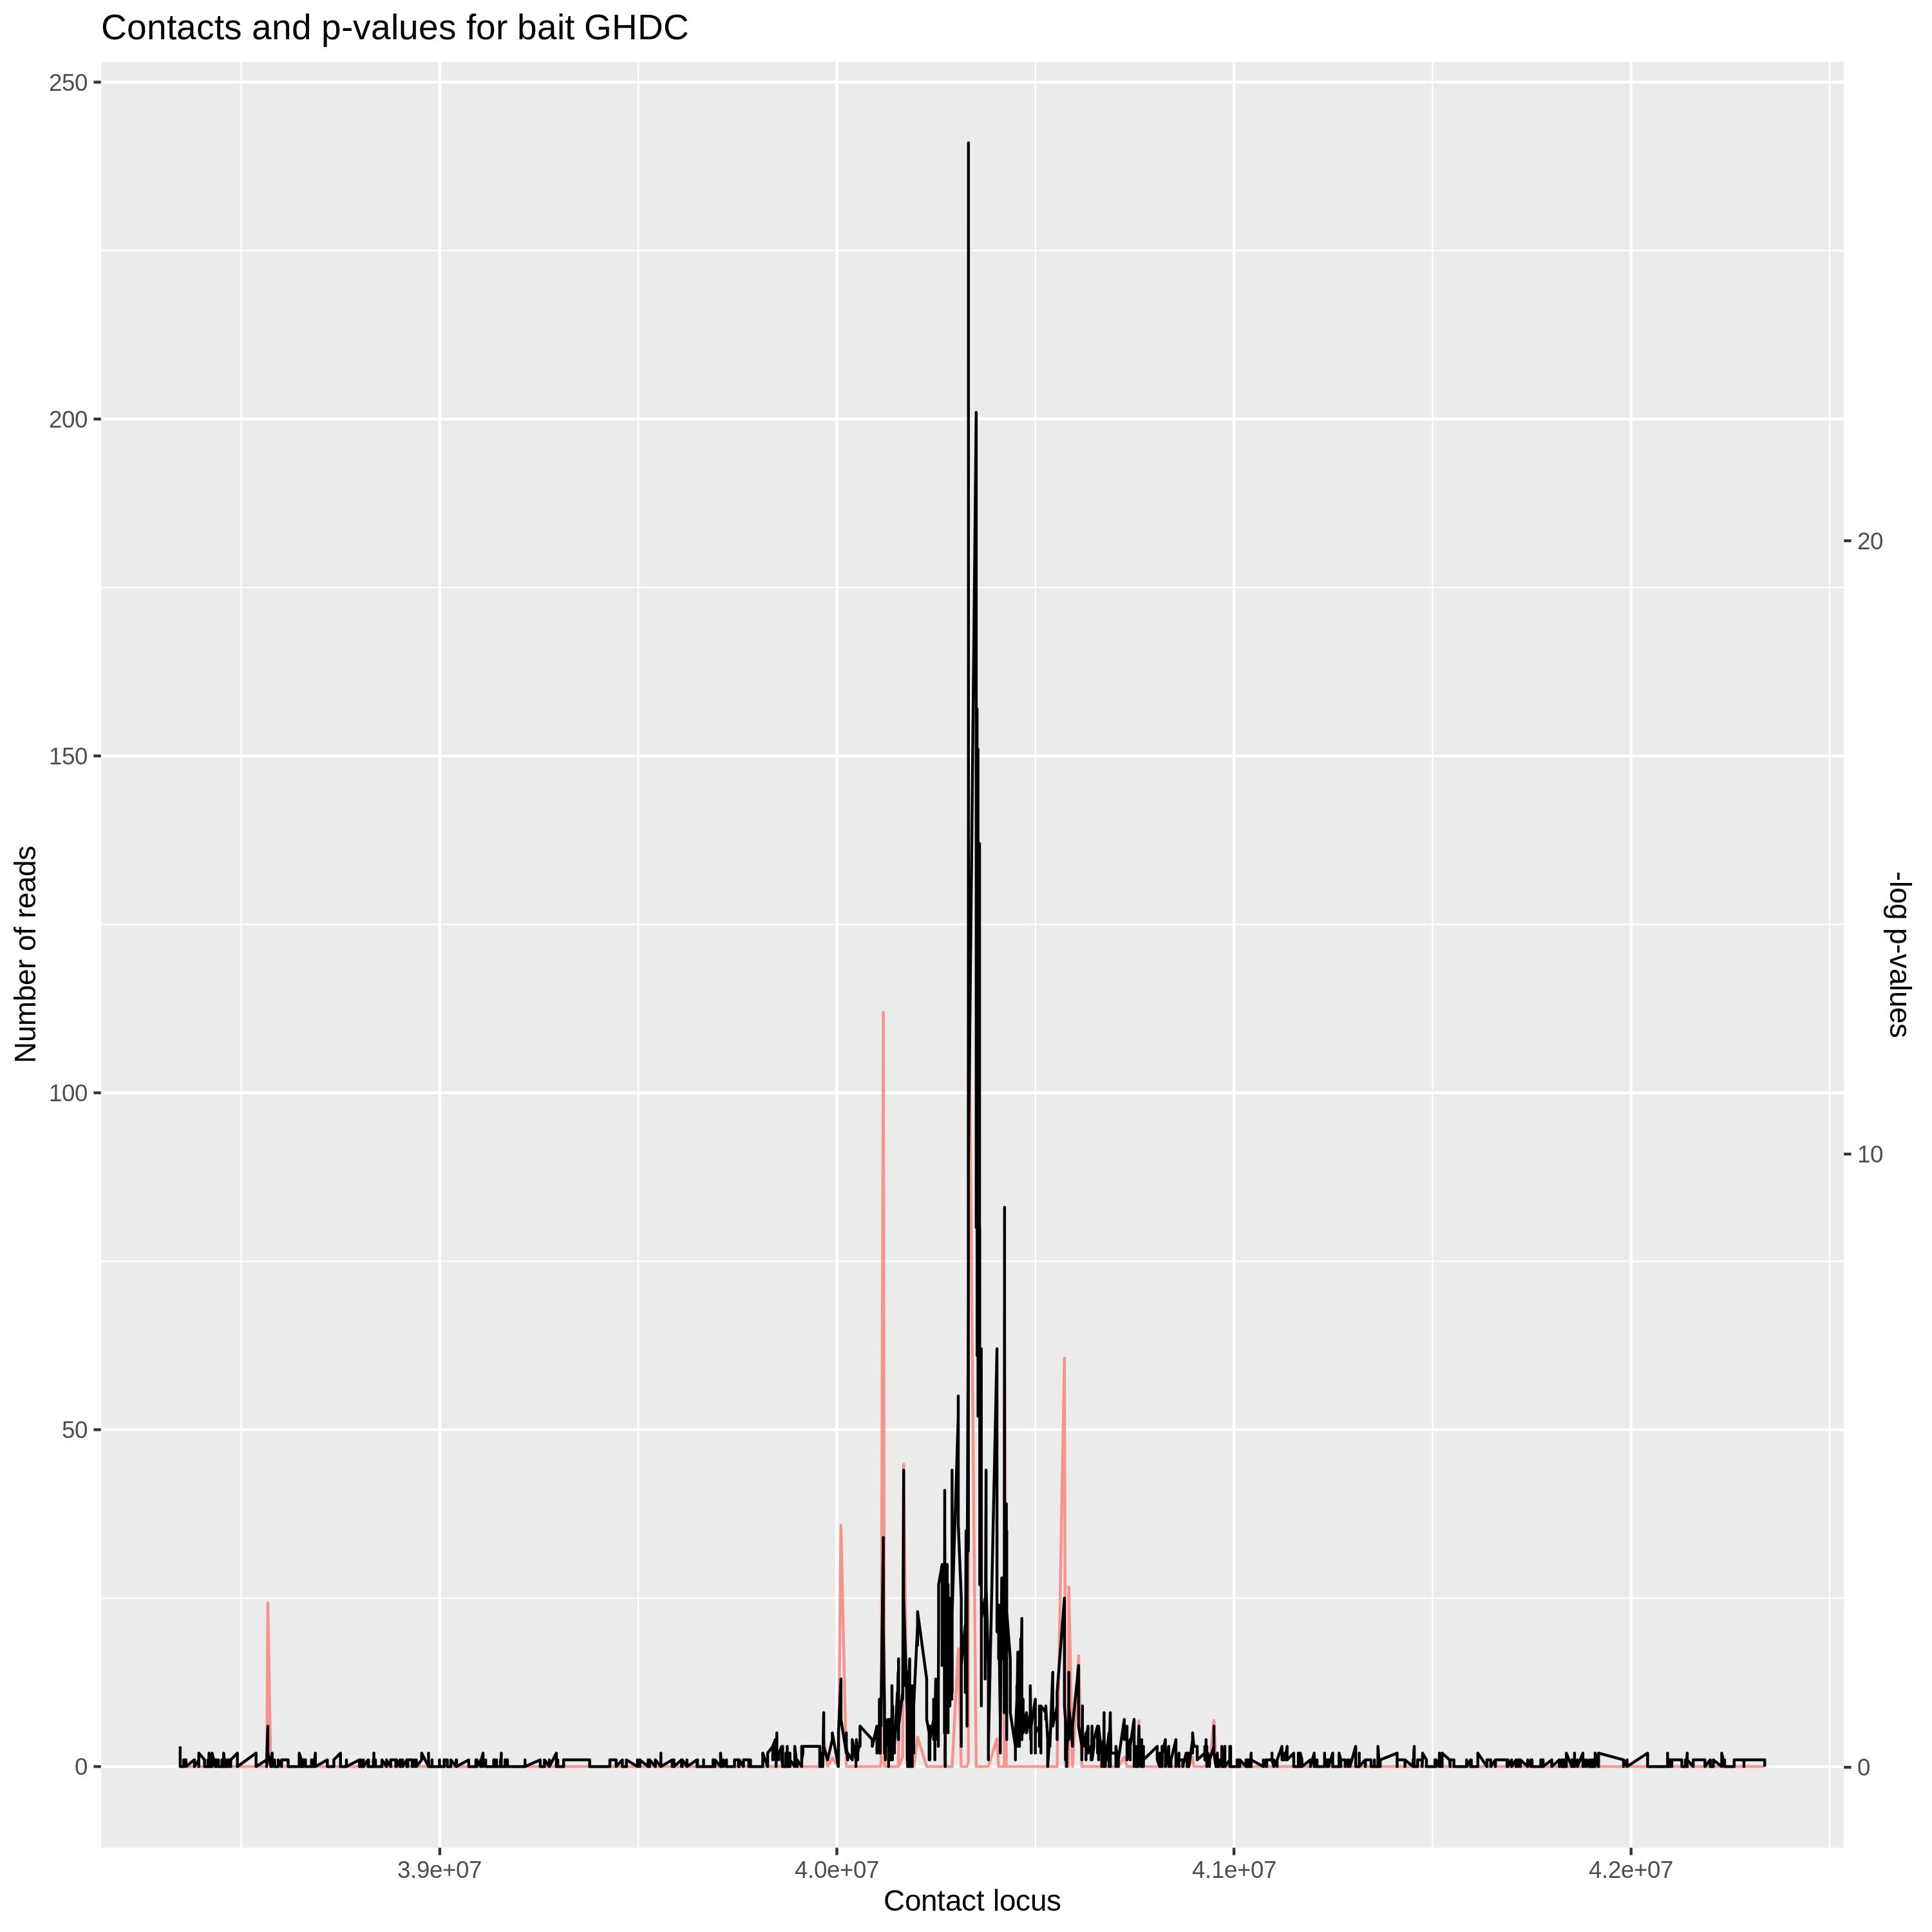 Contacts and p-values for bait GHDC
250
200
150
100
50
0
Number of reads
20
10
0
-log p-values
3.9e+07
4.0e+07
4.1e+07
4.2e+07
Contact locus